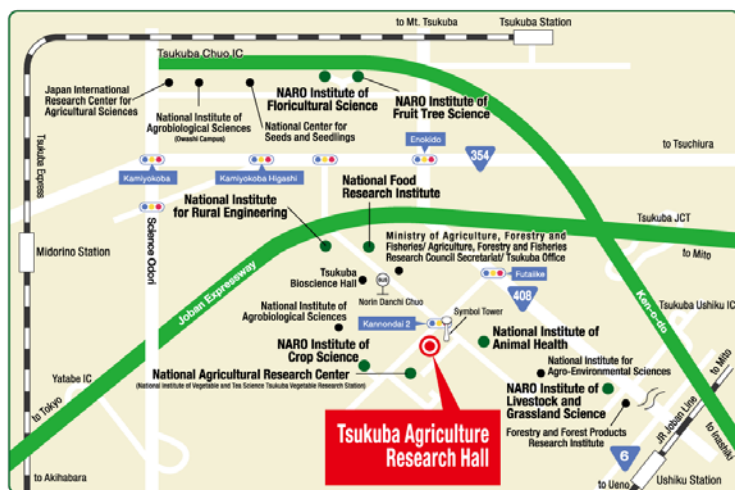 to Mt. Tsukuba
Tsukuba Station
Tsukuba Chuo IC
Japan International
Research Center for
Agricultural Sciences
National Institute of
Agrobiological Sciences
(Owashi Campus)
National Center for
Seeds and Seedlings
NARO Institute of
Floricultural Science
NARO Institute of
Fruit Tree Science
Enokido
354
to Tsuchiura
Kamiyokoba
Kamiyokoba Higashi
Tsukuba Express
Science Odori
National Institute
for Rural Engineering
National Food
Research Institute
Midorino Station
Joban Expressway
Ministry of Agriculture, Forestry and
Fisheries/ Agriculture, Forestry and Fisheries
Research Council Secretariat/ Tsukuba Office
Tsukuba JCT
to Mito
Tsukuba
Bioscience Hall
BUS
Norin Danchi Chuo
Futaiike
408
Ken-o-do
Tsukuba Ushiku IC
National Institute of
Agrobiological Sciences
Kannondai 2
Symbol Tower
National Institute of
Animal Health
NARO Institute of
Crop Science
National Agricultural Research Center
(National Institute of Vegetable and Tea Science Tsukuba Vegetable Research Station)
National Institute for
Agro-Environmental Sciences
NARO Institute of
Livestock and
Grassland Science
Forestry and Forest Products
Research Institute
Yatabe IC
to Tokyo
to Akihabara
Tsukuba Agriculture
Research Hall
to Mito
JR Joban Line
to Inashiki
6
to Ueno
Ushiku Station